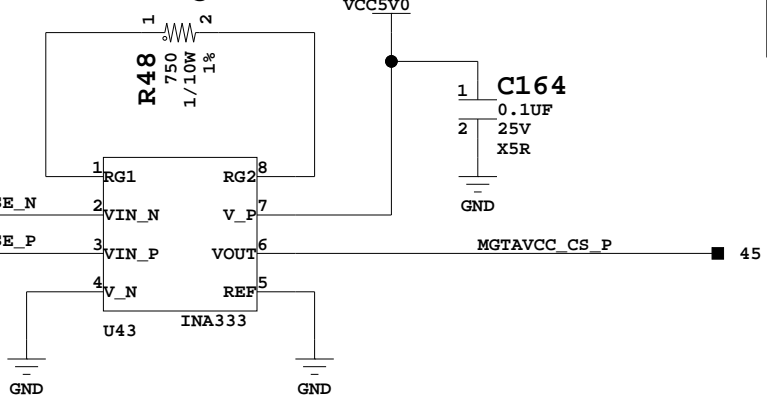 VCC5V0
1
2
R48
750
1/10W
1%
1
C164
0.1UF
2
25V
X5R
GND
1
RG1
RG2
8
SE_N
2
VIN_N
V_P
7
SE_P
3
VIN_P
VOUT
6
MGTAVCC_CS_P
45
4
V_N
REF
5
U43
INA333
GND
GND